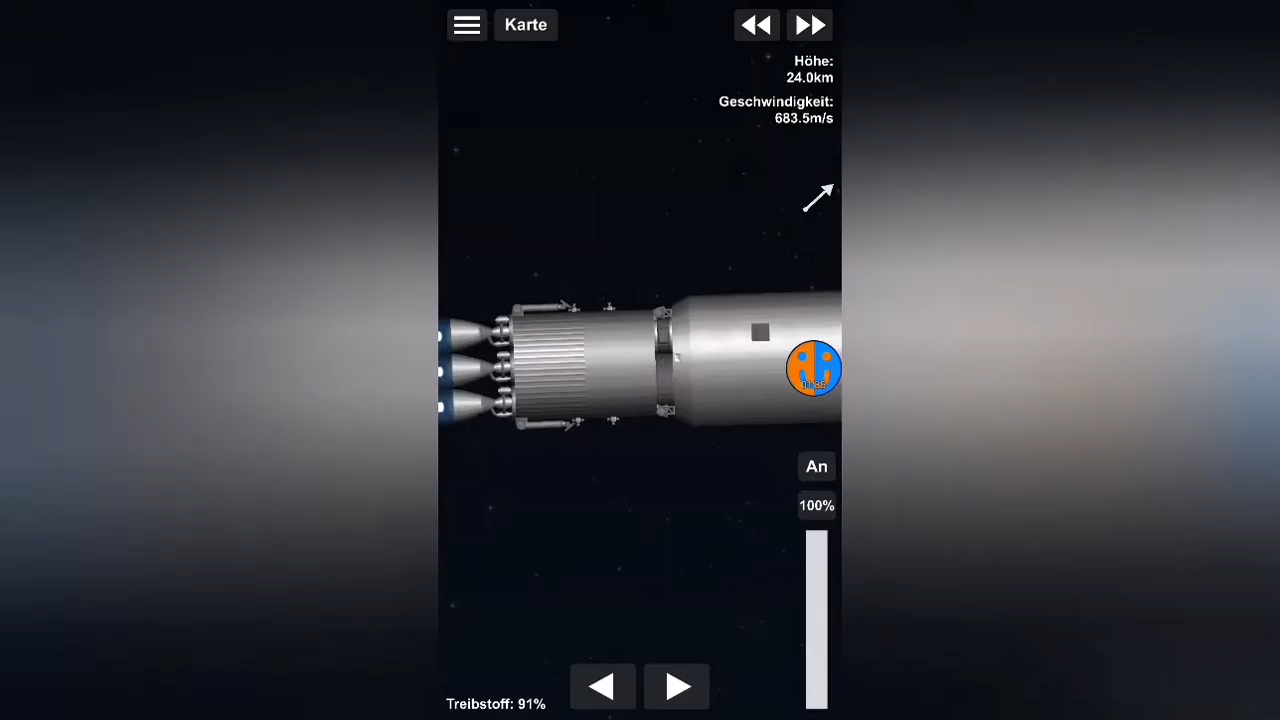 Karte
Höhe:
24.0km
Geschwindigkeit:
683.5m/s
An
100%
Treibstoff: 91%